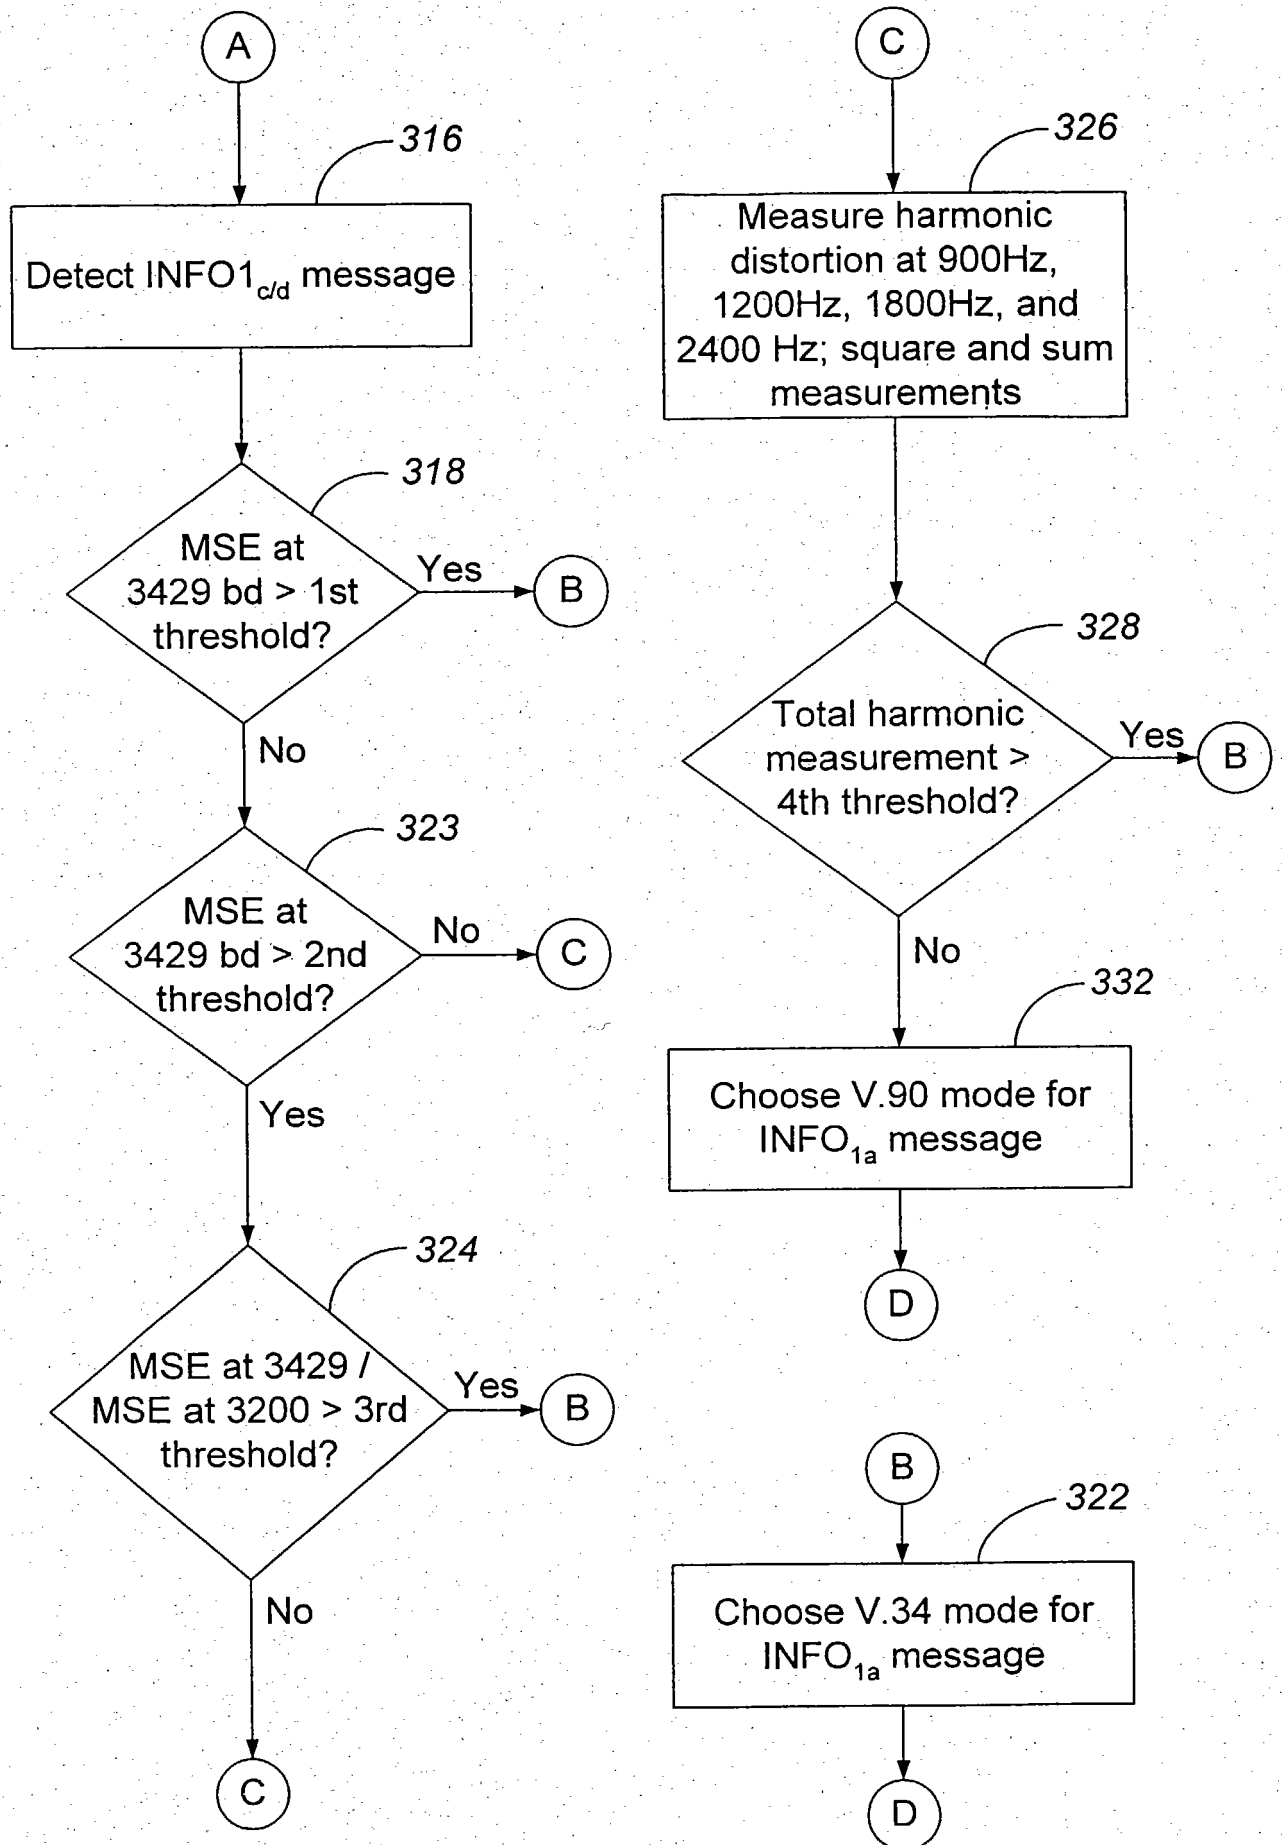 A
316
Detect INFO1c/d message
318
MSE at
3429 bd > 1st
threshold?
Yes
B
No
323
MSE at
3429 bd > 2nd
threshold?
No
C
Yes
324
MSE at 3429 /
MSE at 3200 > 3rd
threshold?
Yes
B
No
C
C
326
Measure harmonic
distortion at 900Hz,
1200Hz, 1800Hz, and
2400 Hz; square and sum
measurements
328
Total harmonic
measurement >
4th threshold?
Yes
B
No
332
Choose V.90 mode for
INFO1a message
D
B
322
Choose V.34 mode for
INFO1a message
D